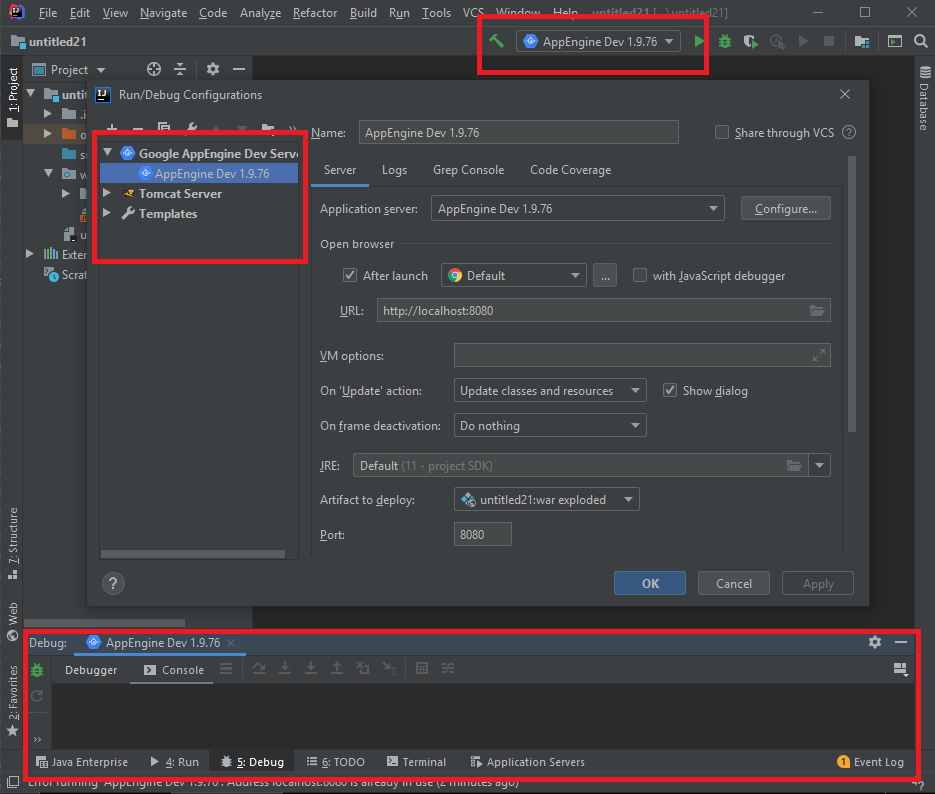 File Edit View Navigate Code Analyze Refactor Build Run Tools VCS Window Help untitled21 [...\untitled21]
untitled21
AppEngine Dev 1.9.76
1: Project
Project
Database
Run/Debug Configurations
Name: AppEngine Dev 1.9.76
Share through VCS
Google AppEngine Dev Serve
AppEngine Dev 1.9.76
Tomcat Server
Templates
Exter
Scrat
Server Logs Grep Console Code Coverage
Application server: AppEngine Dev 1.9.76 Configure...
Open browser
After launch Default ... with JavaScript debugger
URL: http://localhost:8080
VM options:
On 'Update' action: Update classes and resources Show dialog
On frame deactivation: Do nothing
JRE: Default (11 - project SDK)
Artifact to deploy: untitled21:war exploded
Port: 8080
? OK Cancel Apply
7: Structure
Web
2: Favorites
Debug: AppEngine Dev 1.9.76
Debugger Console
Java Enterprise 4: Run 5: Debug 6: TODO Terminal Application Servers 1 Event Log
Error running 'AppEngine Dev 1.9.76': Address localhost:8080 is already in use (2 minutes ago)